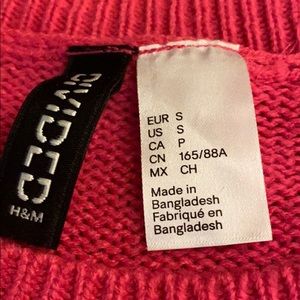 DIVIDED
H&M
EUR S
US S
CA P
CN 165/88A
MX CH
Made in
Bangladesh
Fabriqué en
Bangladesh